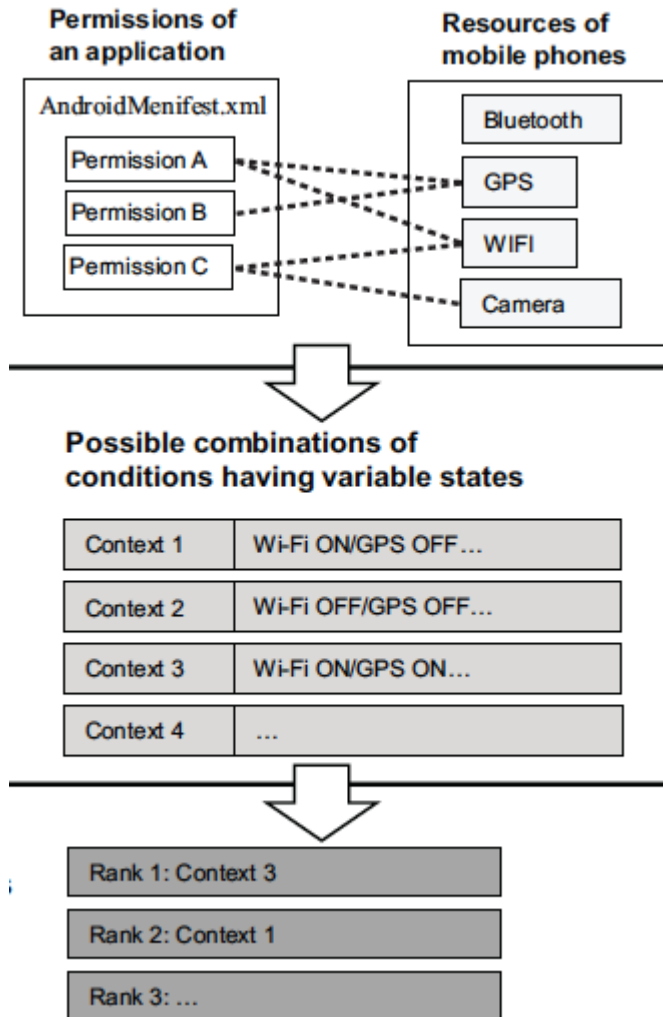 Permissions of
an application
Resources of
mobile phones
AndroidMenifest.xml
Permission A
Permission B
Permission C
Bluetooth
GPS
WIFI
Camera
Possible combinations of
conditions having variable states
Context 1 Wi-Fi ON/GPS OFF…
Context 2 Wi-Fi OFF/GPS OFF…
Context 3 Wi-Fi ON/GPS ON…
Context 4 …
Rank 1: Context 3
Rank 2: Context 1
Rank 3: …